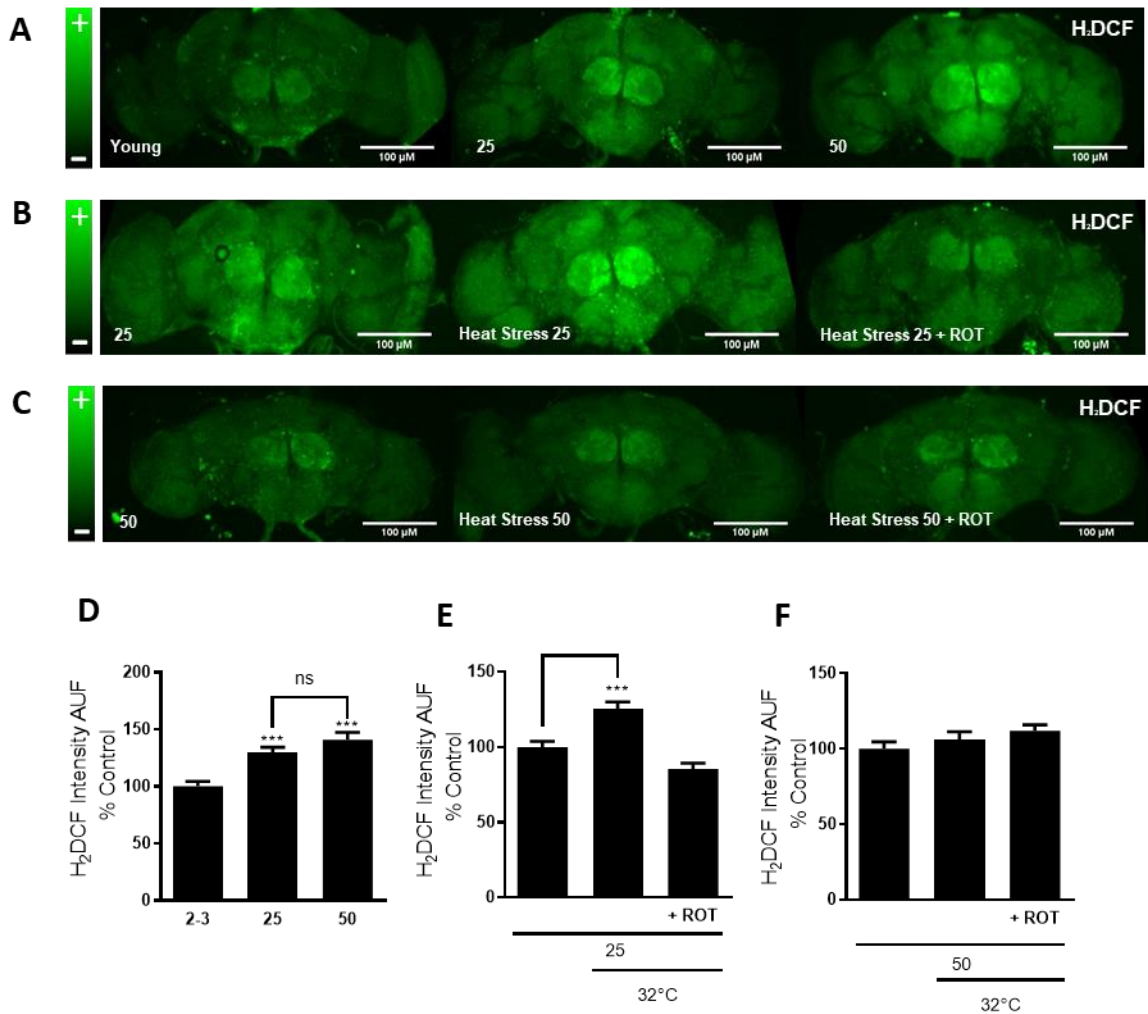 A
+
H₂DCF
Young
100 µM
25
100 µM
50
100 µM
−
B
+
H₂DCF
25
100 µM
Heat Stress 25
100 µM
Heat Stress 25 + ROT
100 µM
−
C
+
H₂DCF
50
100 µM
Heat Stress 50
100 µM
Heat Stress 50 + ROT
100 µM
−
D
H₂DCF Intensity AUF
% Control
200
150
100
50
0
ns
***
***
2-3
25
50
E
H₂DCF Intensity AUF
% Control
150
100
50
0
***
+ ROT
25
32°C
F
H₂DCF Intensity AUF
% Control
150
100
50
0
+ ROT
50
32°C